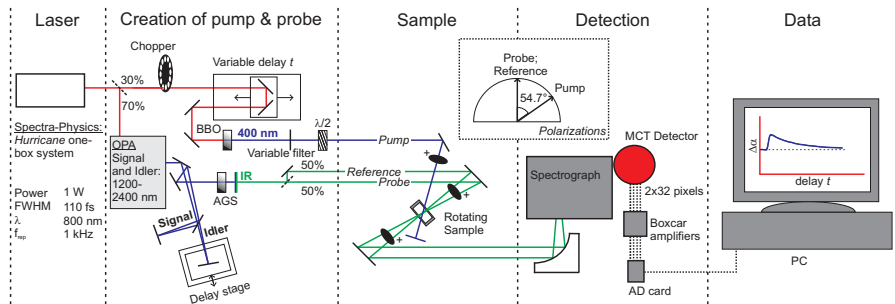 Laser
Creation of pump & probe
Sample
Detection
Data
Chopper
Variable delay t
30%
70%
Spectra-Physics:
Hurricane one-
box system
Power 1 W
FWHM 110 fs
λ 800 nm
f_rep 1 kHz
OPA
Signal
and Idler:
1200-
2400 nm
BBO
400 nm
λ/2
Variable filter
Pump
50%
Reference
50%
Probe
IR
AGS
Signal
Idler
Delay stage
+
+
+
Rotating
Sample
Probe;
Reference
Pump
54.7°
Polarizations
MCT Detector
Spectrograph
2x32 pixels
Boxcar
amplifiers
AD card
Δα
delay t
PC